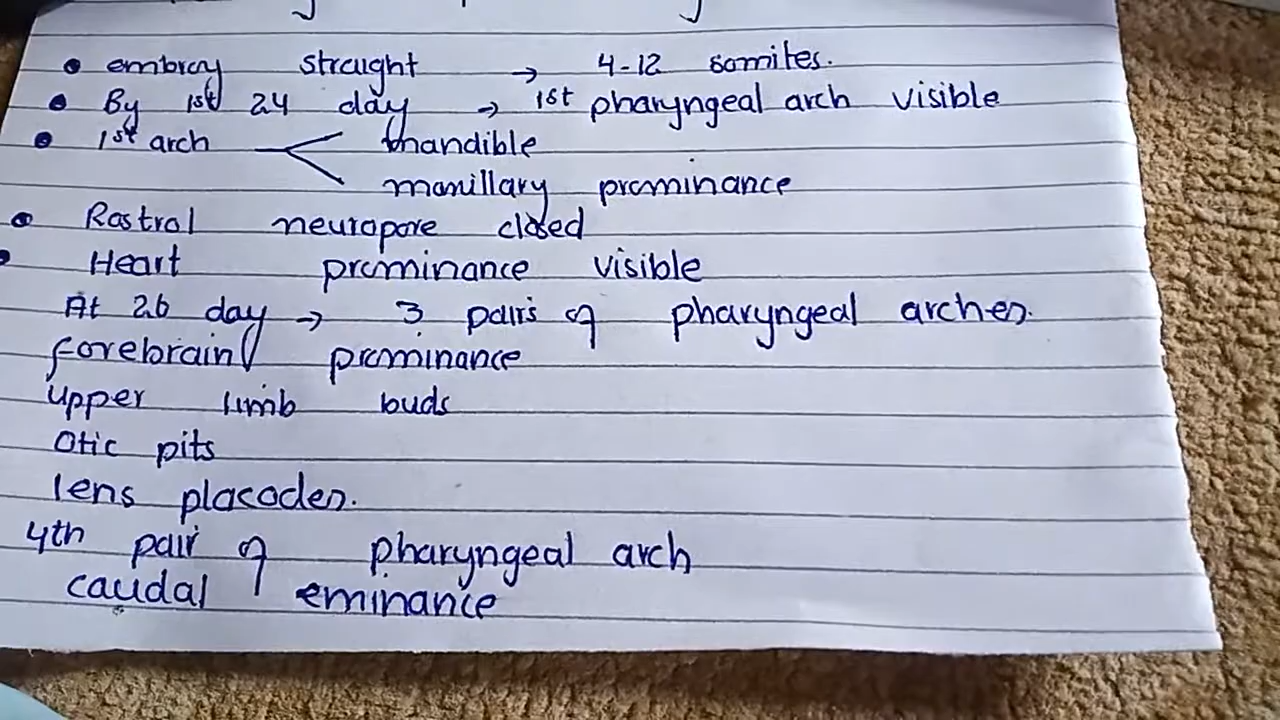 • embroy straight → 4-12 somites.
• By 1st 24 day → 1st pharyngeal arch visible
• 1st arch mandible
maxillary prominance
• Rostral neuropore closed
• Heart prominance visible
At 26 day → 3 pairs of pharyngeal arches.
forebrain prominance
upper limb buds
Otic pits
lens placodes.
4th pair of pharyngeal arch
caudal eminance